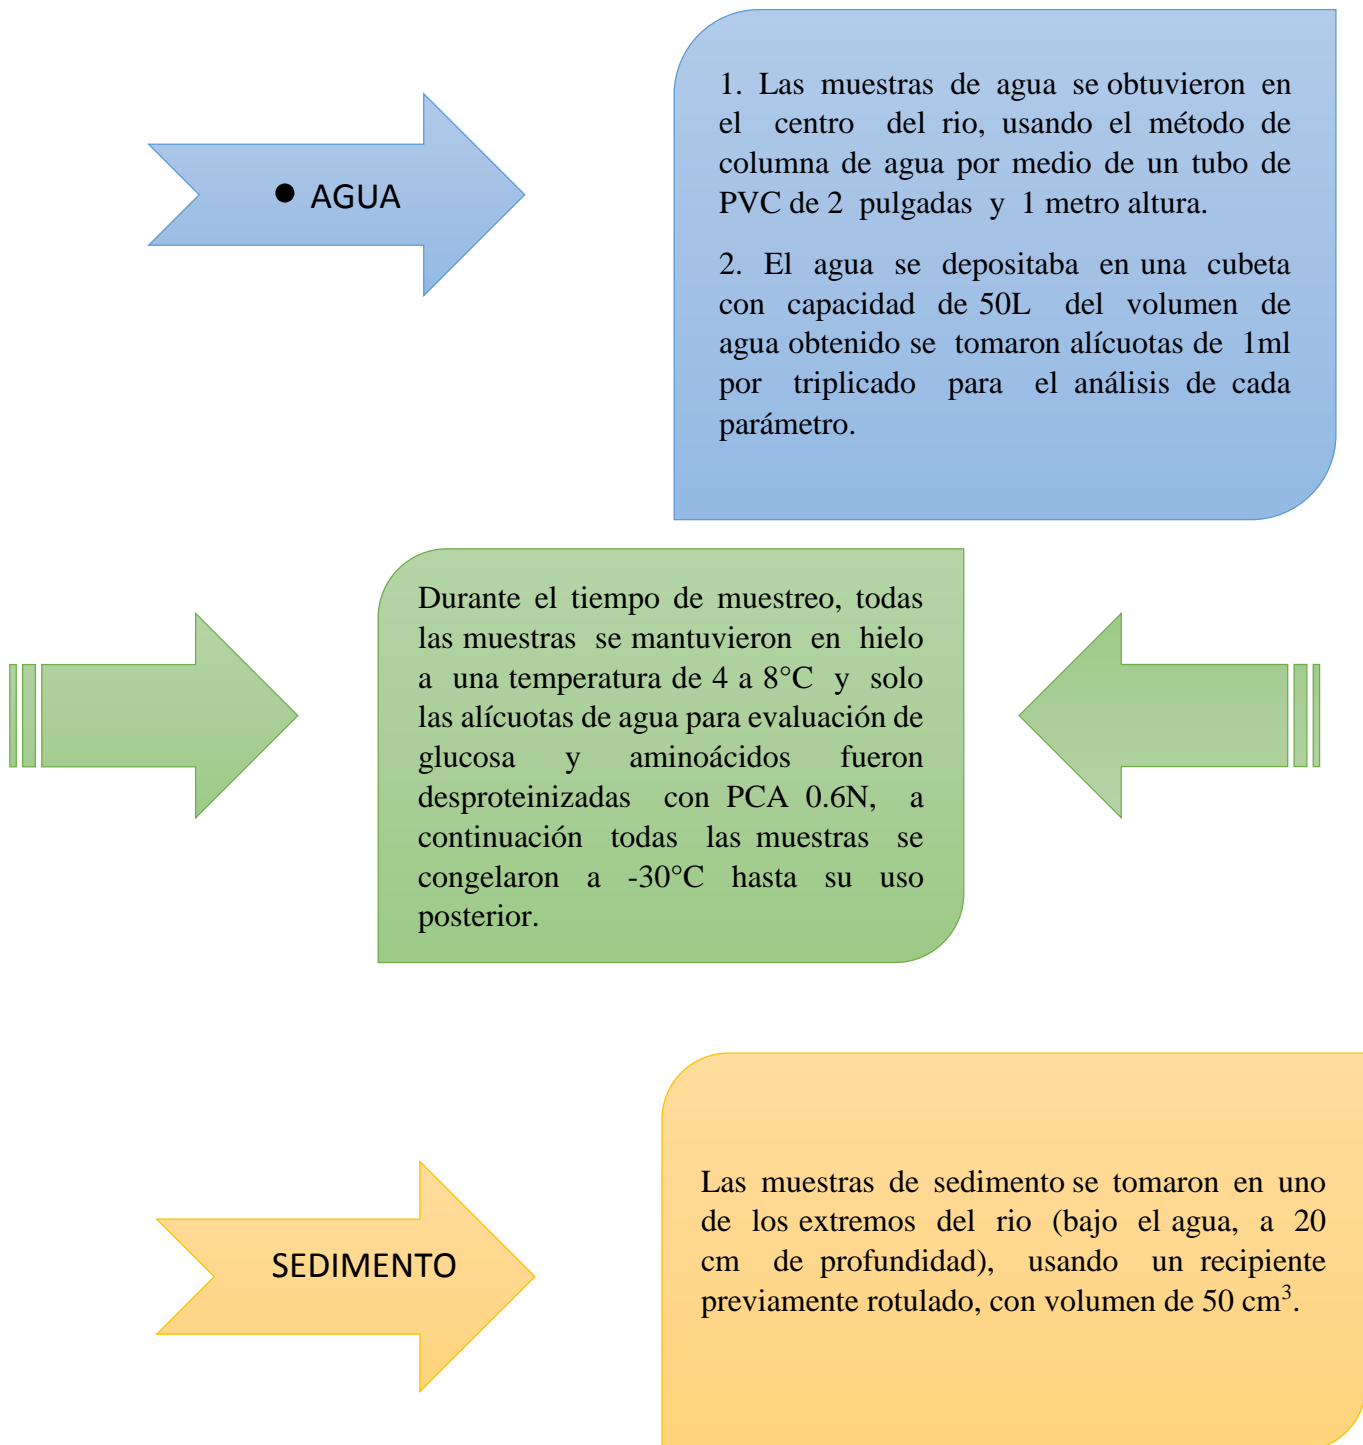 ● AGUA
1. Las muestras de agua se obtuvieron en
el centro del rio, usando el método de
columna de agua por medio de un tubo de
PVC de 2 pulgadas y 1 metro altura.
2. El agua se depositaba en una cubeta
con capacidad de 50L del volumen de
agua obtenido se tomaron alícuotas de 1ml
por triplicado para el análisis de cada
parámetro.
Durante el tiempo de muestreo, todas
las muestras se mantuvieron en hielo
a una temperatura de 4 a 8°C y solo
las alícuotas de agua para evaluación de
glucosa y aminoácidos fueron
desproteinizadas con PCA 0.6N, a
continuación todas las muestras se
congelaron a -30°C hasta su uso
posterior.
SEDIMENTO
Las muestras de sedimento se tomaron en uno
de los extremos del rio (bajo el agua, a 20
cm de profundidad), usando un recipiente
previamente rotulado, con volumen de 50 cm³.